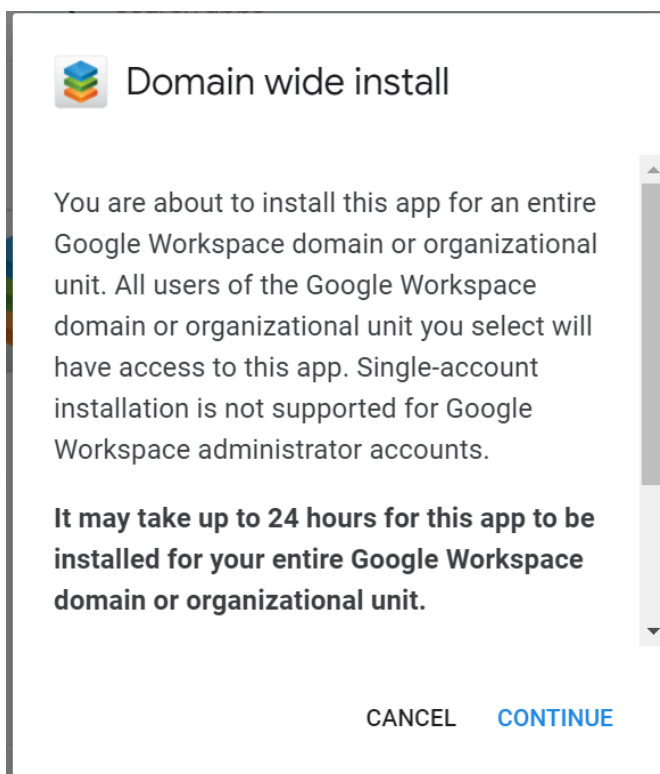 Domain wide install
You are about to install this app for an entire
Google Workspace domain or organizational
unit. All users of the Google Workspace
domain or organizational unit you select will
have access to this app. Single-account
installation is not supported for Google
Workspace administrator accounts.
It may take up to 24 hours for this app to be
installed for your entire Google Workspace
domain or organizational unit.
CANCEL CONTINUE